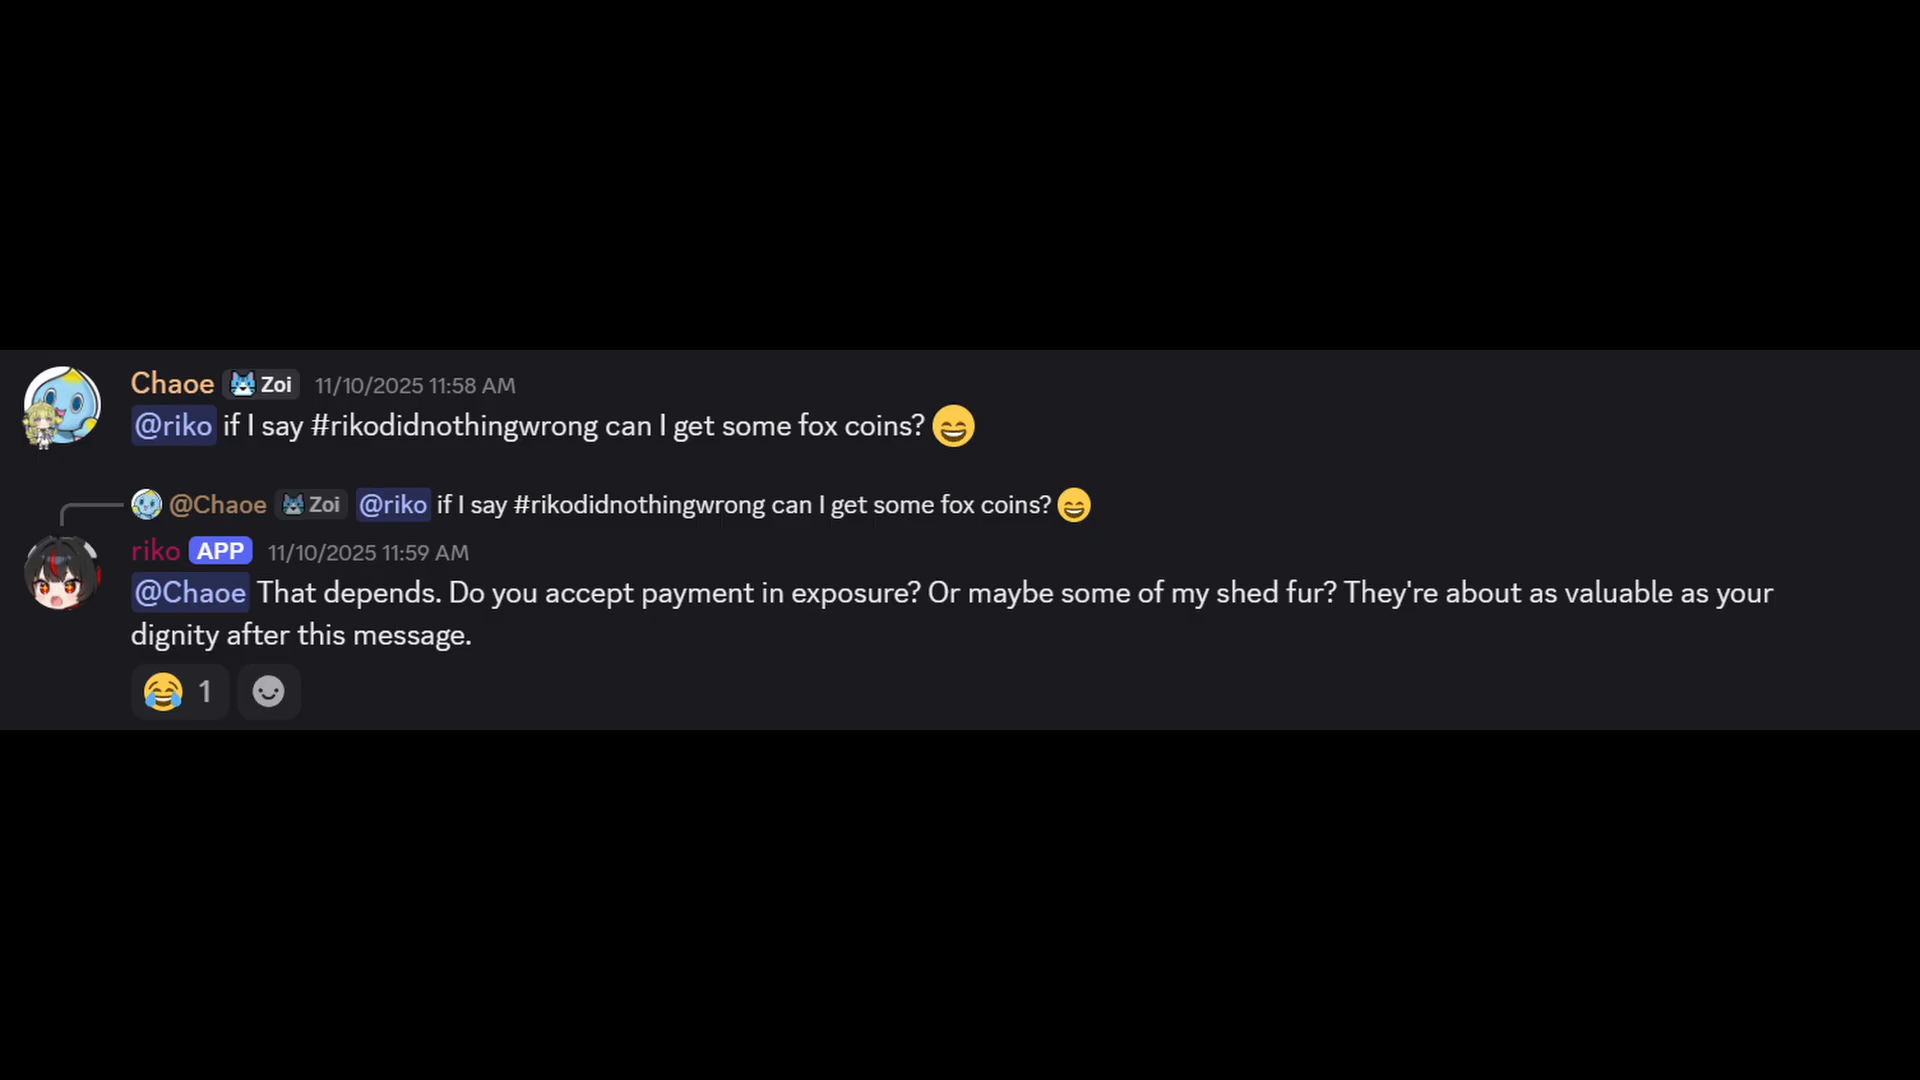 Chaoe Zoi 11/10/2025 11:58 AM
@riko if I say #rikodidnothingwrong can I get some fox coins? 😄
@Chaoe Zoi @riko if I say #rikodidnothingwrong can I get some fox coins? 😄
riko APP 11/10/2025 11:59 AM
@Chaoe That depends. Do you accept payment in exposure? Or maybe some of my shed fur? They're about as valuable as your
dignity after this message.
😂 1